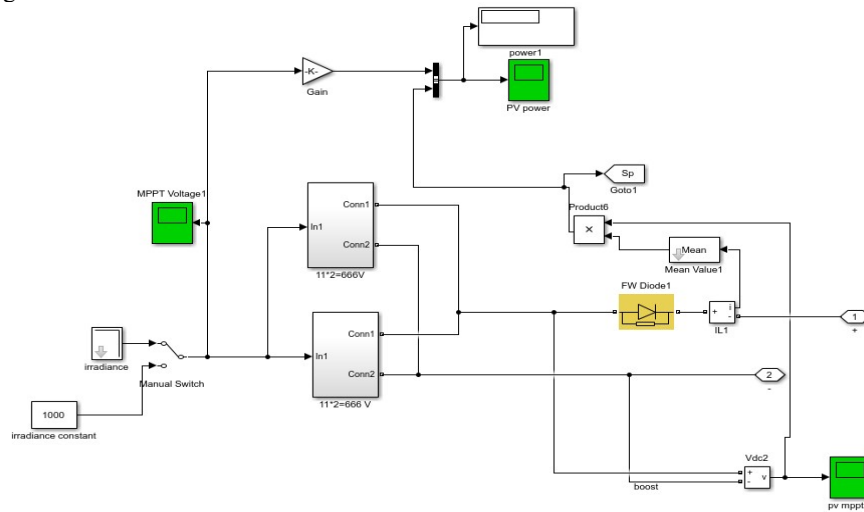 power1
-K-
Gain
PV power
Sp
Goto1
MPPT Voltage1
Product6
×
Conn1
In1
Conn2
Mean
Mean Value1
11*2=666V
FW Diode1
+
i
-
IL1
1
+
Conn1
In1
Conn2
irradiance
Manual Switch
2
-
11*2=666 V
1000
irradiance constant
Vdc2
+
-
v
boost
pv mppt